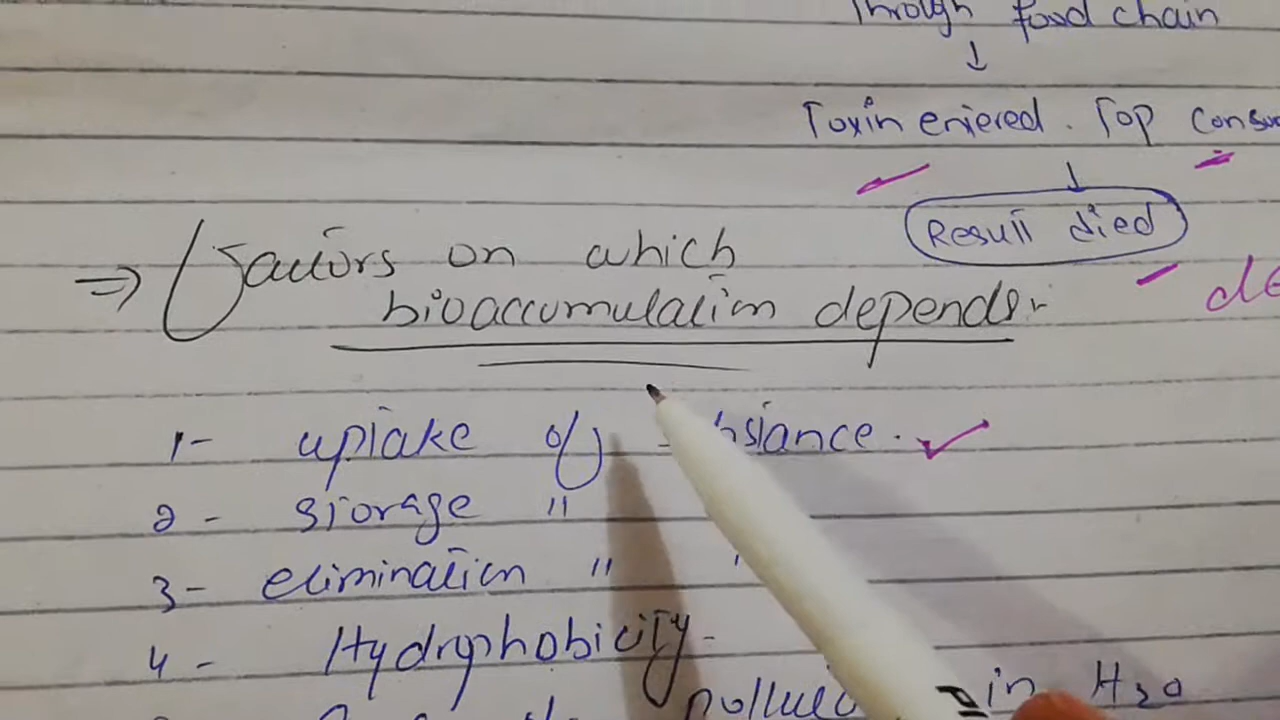 Through food chain
↓
Toxin entered. Top
↓
Result died
⇒ Factors on which
bioaccumulation depends:-
1- uptake of substance.
2- storage "
3- elimination " "
4- Hydrophobicity-
in H2O